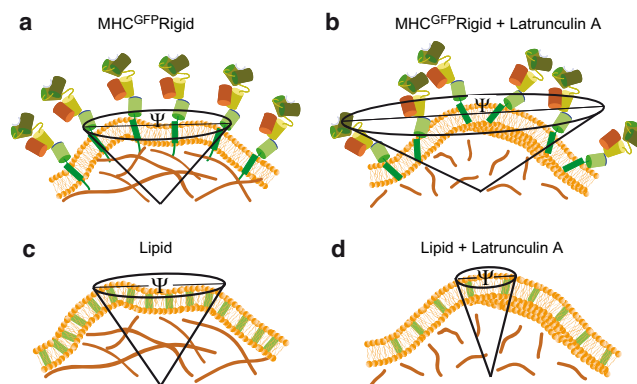 a MHCGFPRigid
b MHCGFPRigid + Latrunculin A
Ψ
Ψ
c Lipid
d Lipid + Latrunculin A
Ψ
Ψ